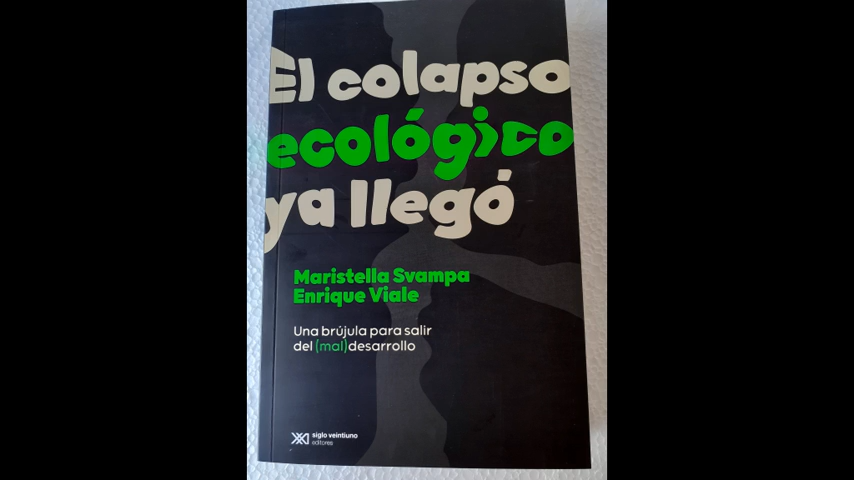 El colapso
ecológico
ya llegó
Maristella Svampa
Enrique Viale
Una brújula para salir
del (mal)desarrollo
siglo veintiuno
editores